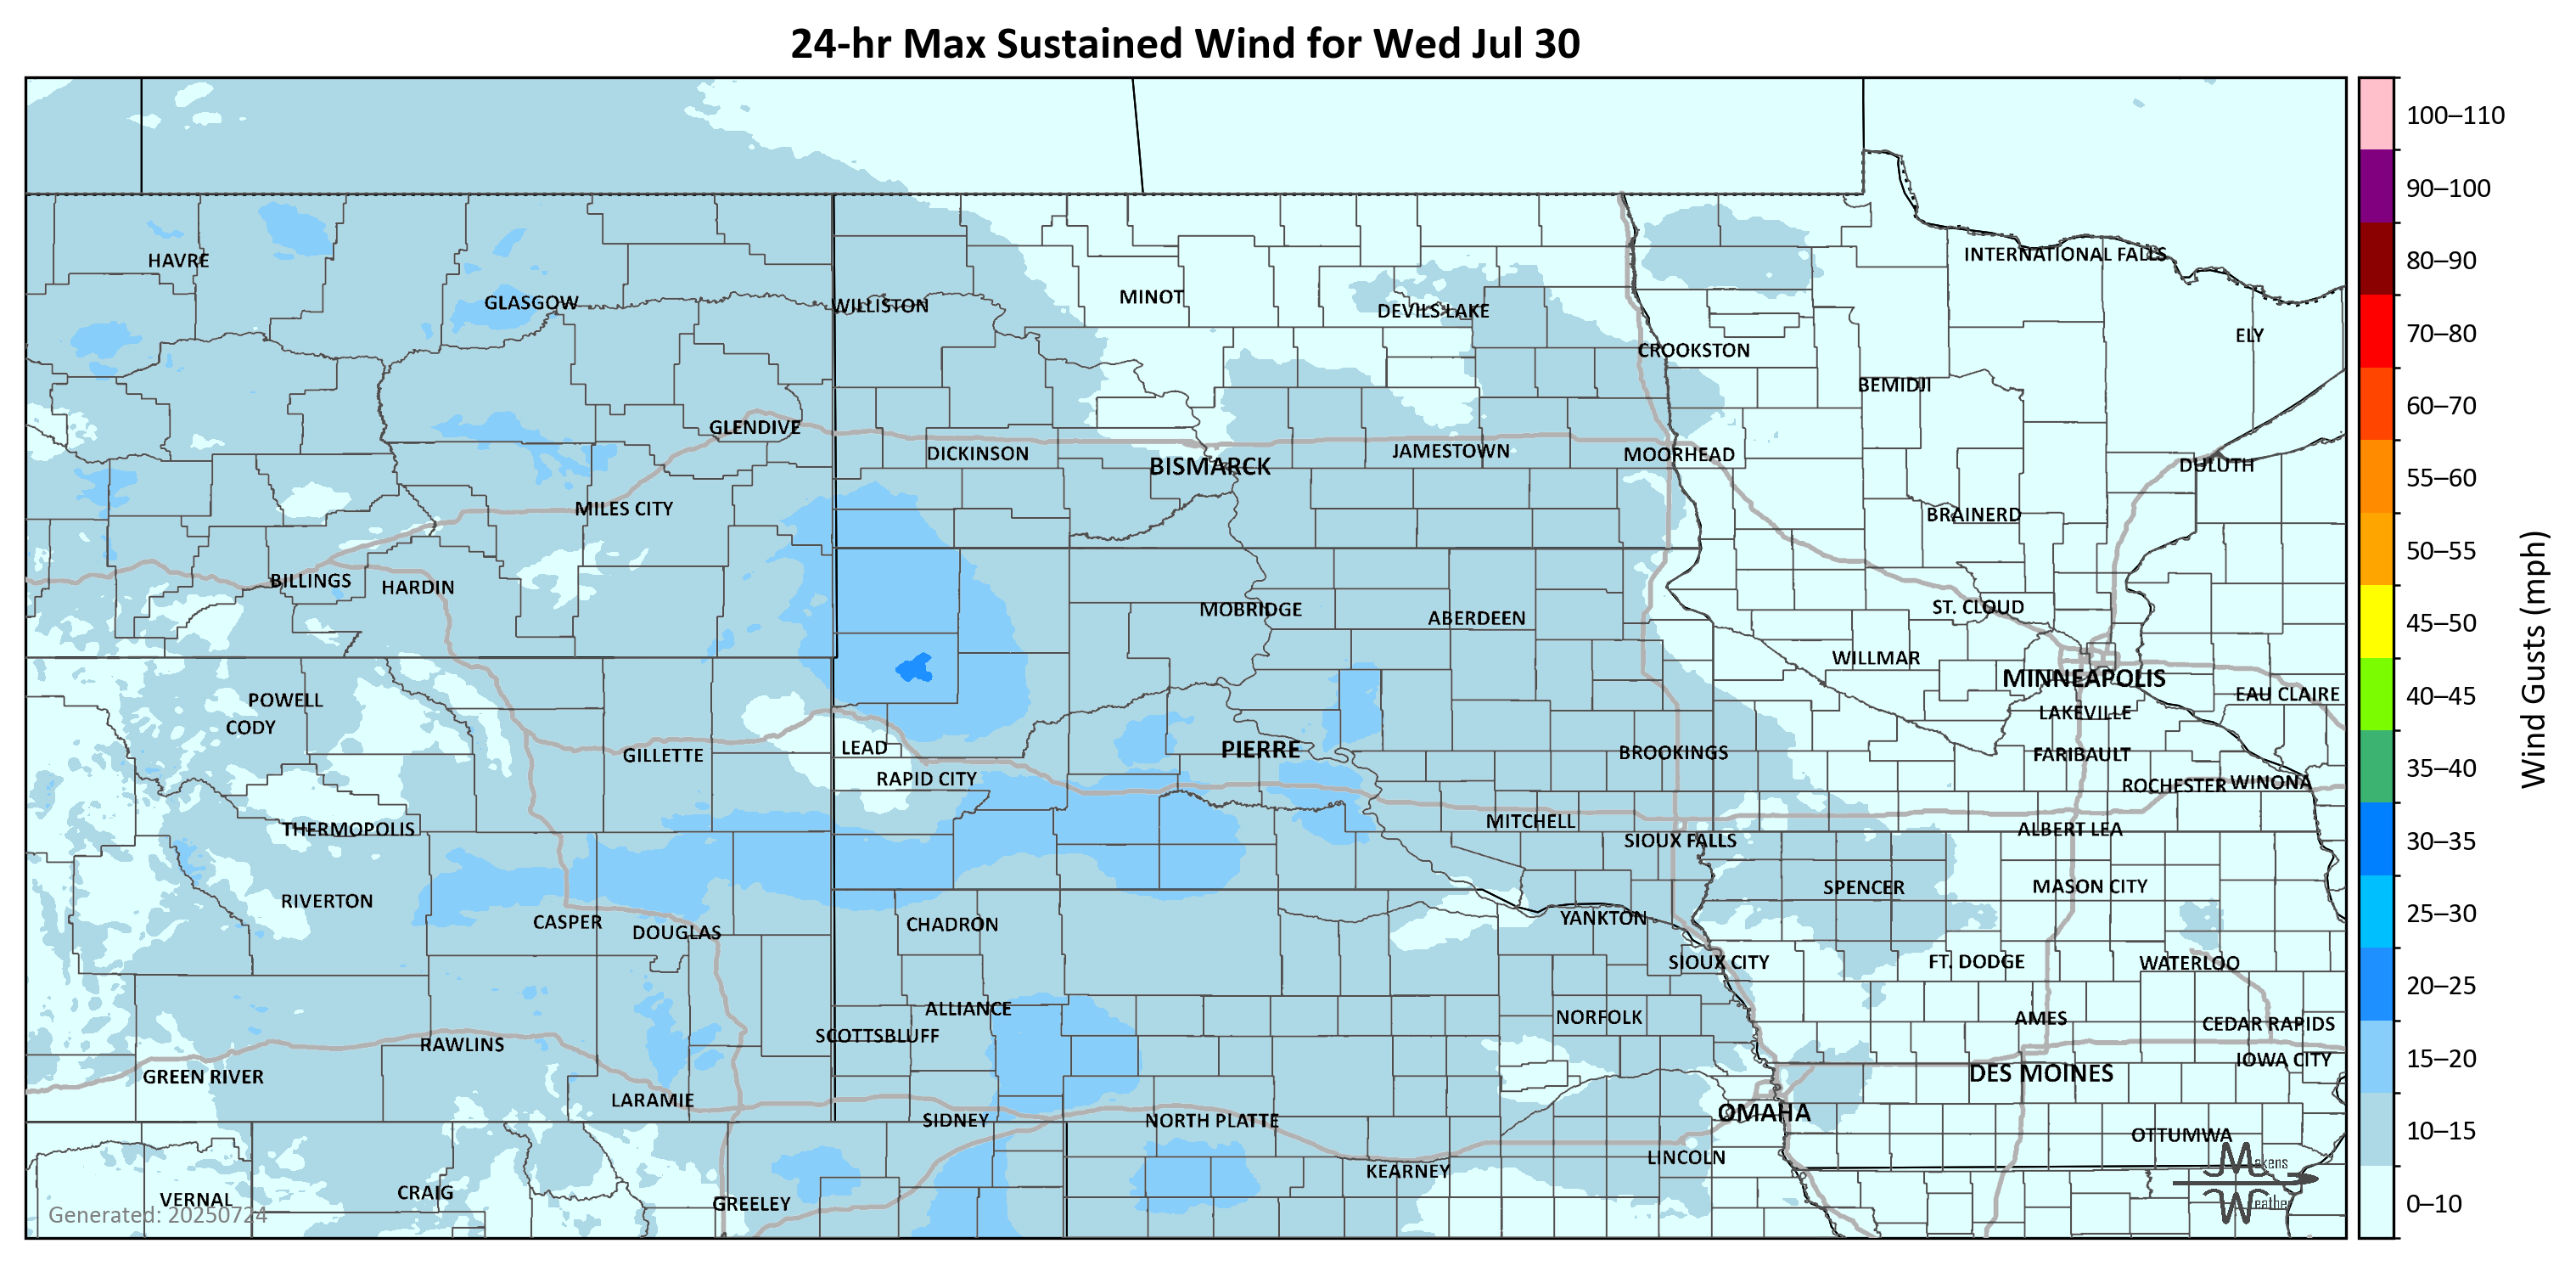 24-hr Max Sustained Wind for Wed Jul 30
100–110
90–100
80–90
70–80
60–70
55–60
50–55
45–50
40–45
35–40
30–35
25–30
20–25
15–20
10–15
0–10
Wind Gusts (mph)
HAVRE
GLASGOW
WILLISTON
MINOT
DEVILS LAKE
INTERNATIONAL FALLS
ELY
CROOKSTON
BEMIDJI
GLENDIVE
DICKINSON
BISMARCK
JAMESTOWN
MOORHEAD
DULUTH
MILES CITY
BRAINERD
BILLINGS
HARDIN
MOBRIDGE
ABERDEEN
ST. CLOUD
WILLMAR
MINNEAPOLIS
EAU CLAIRE
POWELL
CODY
LAKEVILLE
GILLETTE
LEAD
PIERRE
BROOKINGS
FARIBAULT
RAPID CITY
ROCHESTER
WINONA
THERMOPOLIS
MITCHELL
SIOUX FALLS
ALBERT LEA
RIVERTON
SPENCER
MASON CITY
CASPER
DOUGLAS
CHADRON
YANKTON
SIOUX CITY
FT. DODGE
WATERLOO
ALLIANCE
NORFOLK
AMES
CEDAR RAPIDS
SCOTTSBLUFF
RAWLINS
IOWA CITY
GREEN RIVER
DES MOINES
LARAMIE
SIDNEY
NORTH PLATTE
OMAHA
OTTUMWA
LINCOLN
KEARNEY
VERNAL
CRAIG
GREELEY
Generated: 20250724
Makens
Weather